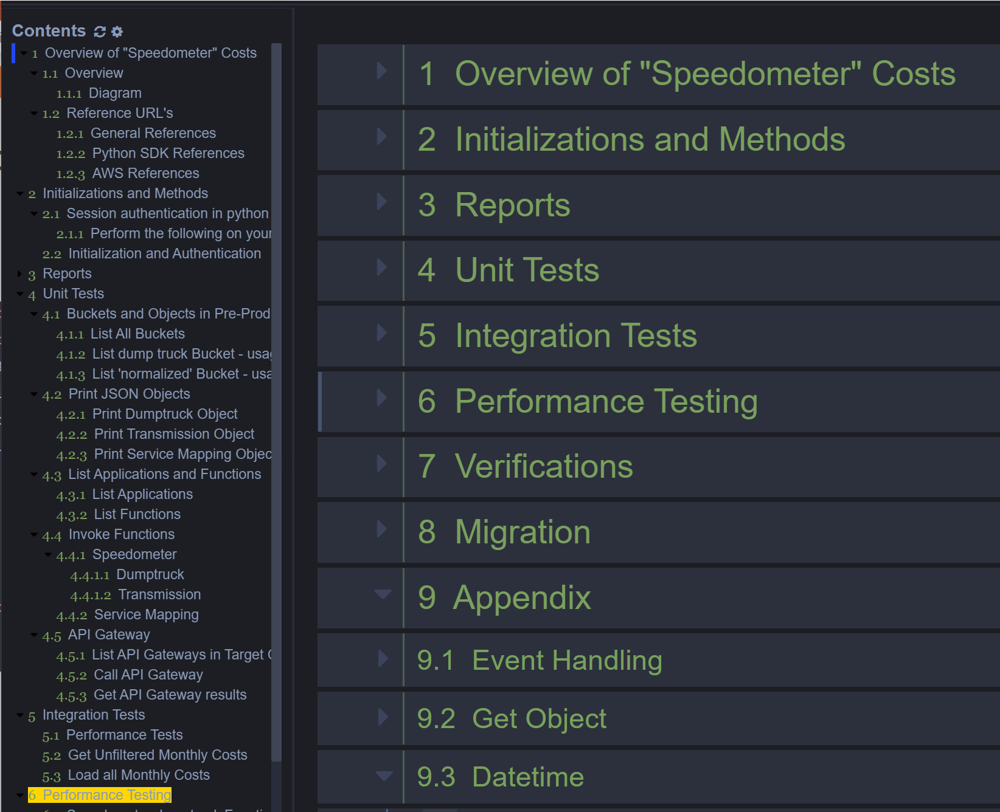 Contents
1 Overview of "Speedometer" Costs
1.1 Overview
1.1.1 Diagram
1.2 Reference URL's
1.2.1 General References
1.2.2 Python SDK References
1.2.3 AWS References
2 Initializations and Methods
2.1 Session authentication in python
2.1.1 Perform the following on your
2.2 Initialization and Authentication
3 Reports
4 Unit Tests
4.1 Buckets and Objects in Pre-Prod
4.1.1 List All Buckets
4.1.2 List dump truck Bucket - usag
4.1.3 List 'normalized' Bucket - usa
4.2 Print JSON Objects
4.2.1 Print Dumptruck Object
4.2.2 Print Transmission Object
4.2.3 Print Service Mapping Objec
4.3 List Applications and Functions
4.3.1 List Applications
4.3.2 List Functions
4.4 Invoke Functions
4.4.1 Speedometer
4.4.1.1 Dumptruck
4.4.1.2 Transmission
4.4.2 Service Mapping
4.5 API Gateway
4.5.1 List API Gateways in Target
4.5.2 Call API Gateway
4.5.3 Get API Gateway results
5 Integration Tests
5.1 Performance Tests
5.2 Get Unfiltered Monthly Costs
5.3 Load all Monthly Costs
6 Performance Testing
1 Overview of "Speedometer" Costs
2 Initializations and Methods
3 Reports
4 Unit Tests
5 Integration Tests
6 Performance Testing
7 Verifications
8 Migration
9 Appendix
9.1 Event Handling
9.2 Get Object
9.3 Datetime